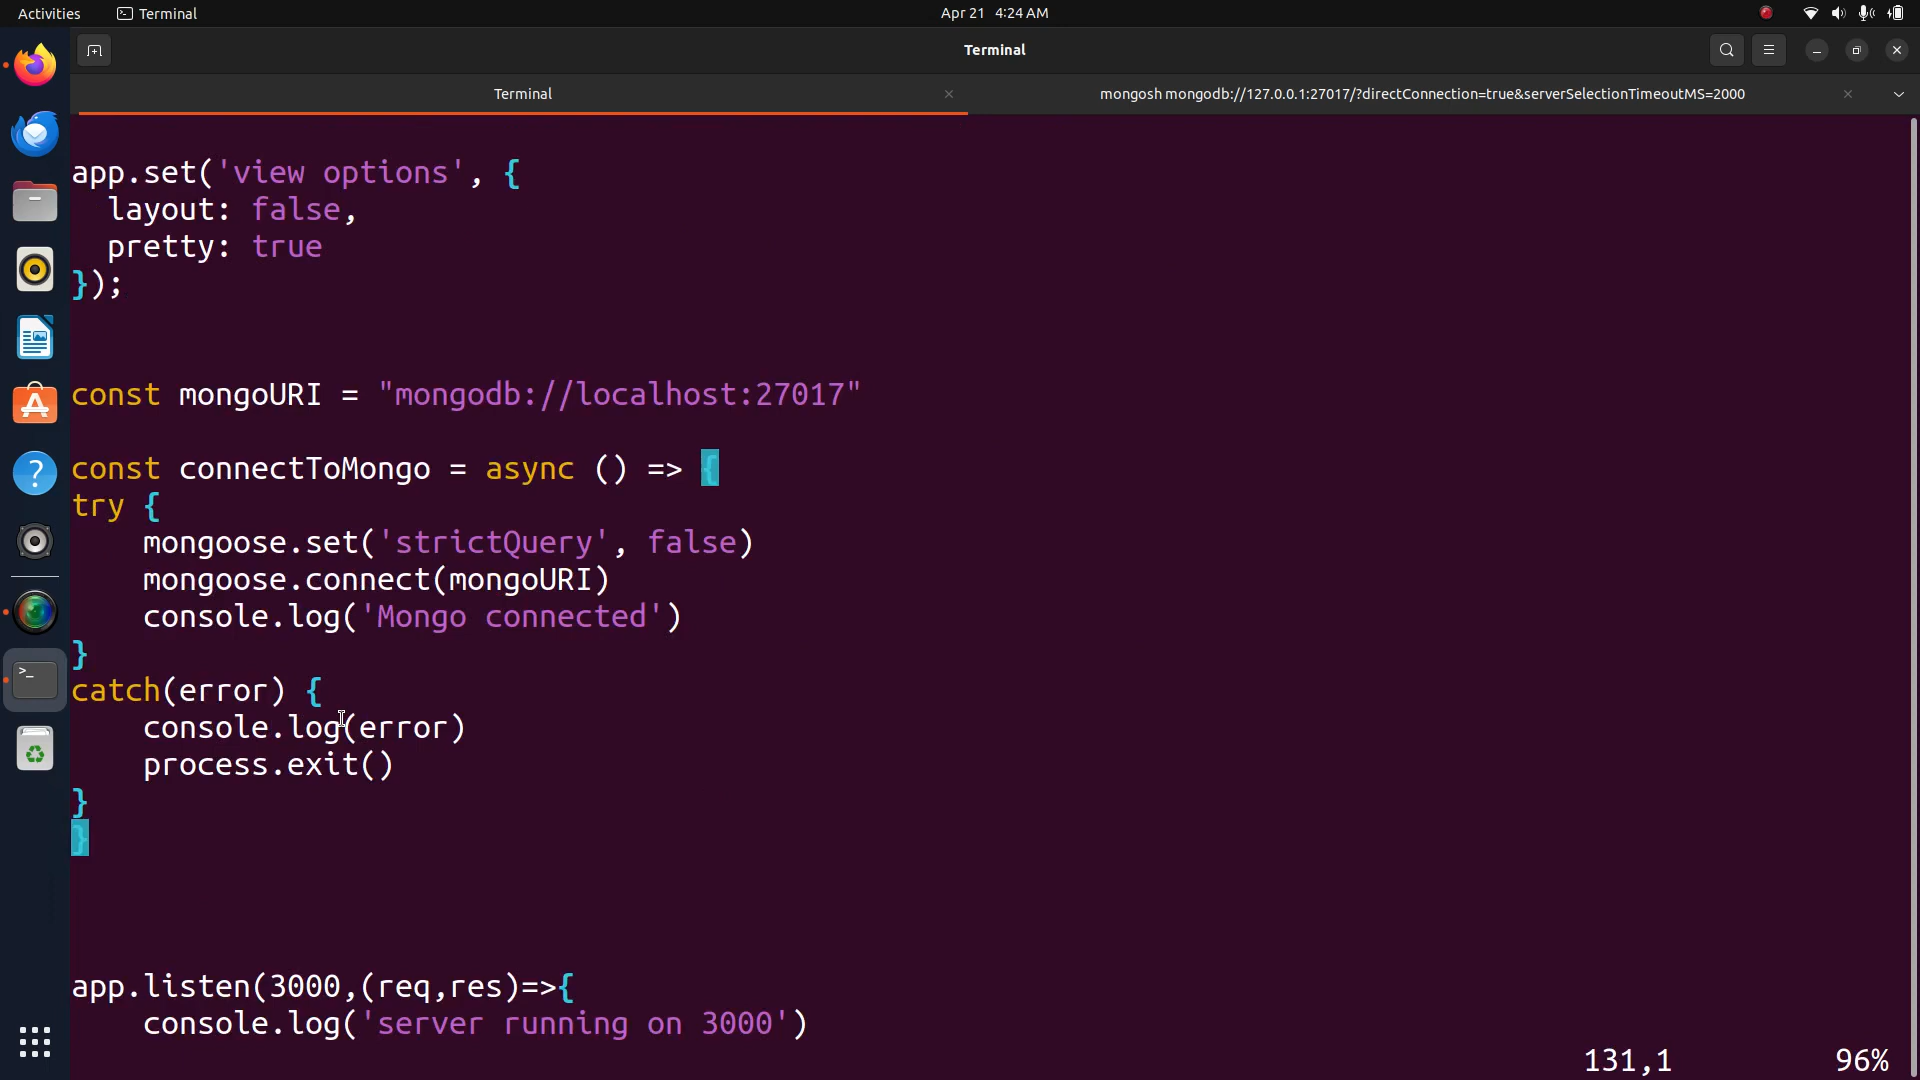 Activities
Terminal
Apr 21 4:24 AM
Terminal
Terminal
mongosh mongodb://127.0.0.1:27017/?directConnection=true&serverSelectionTimeoutMS=2000
app.set('view options', {
  layout: false,
  pretty: true
});
const mongoURI = "mongodb://localhost:27017"
const connectToMongo = async () => {
try {
    mongoose.set('strictQuery', false)
    mongoose.connect(mongoURI)
    console.log('Mongo connected')
}
catch(error) {
    console.log(error)
    process.exit()
}
}
app.listen(3000,(req,res)=>{
    console.log('server running on 3000')
131,1 96%